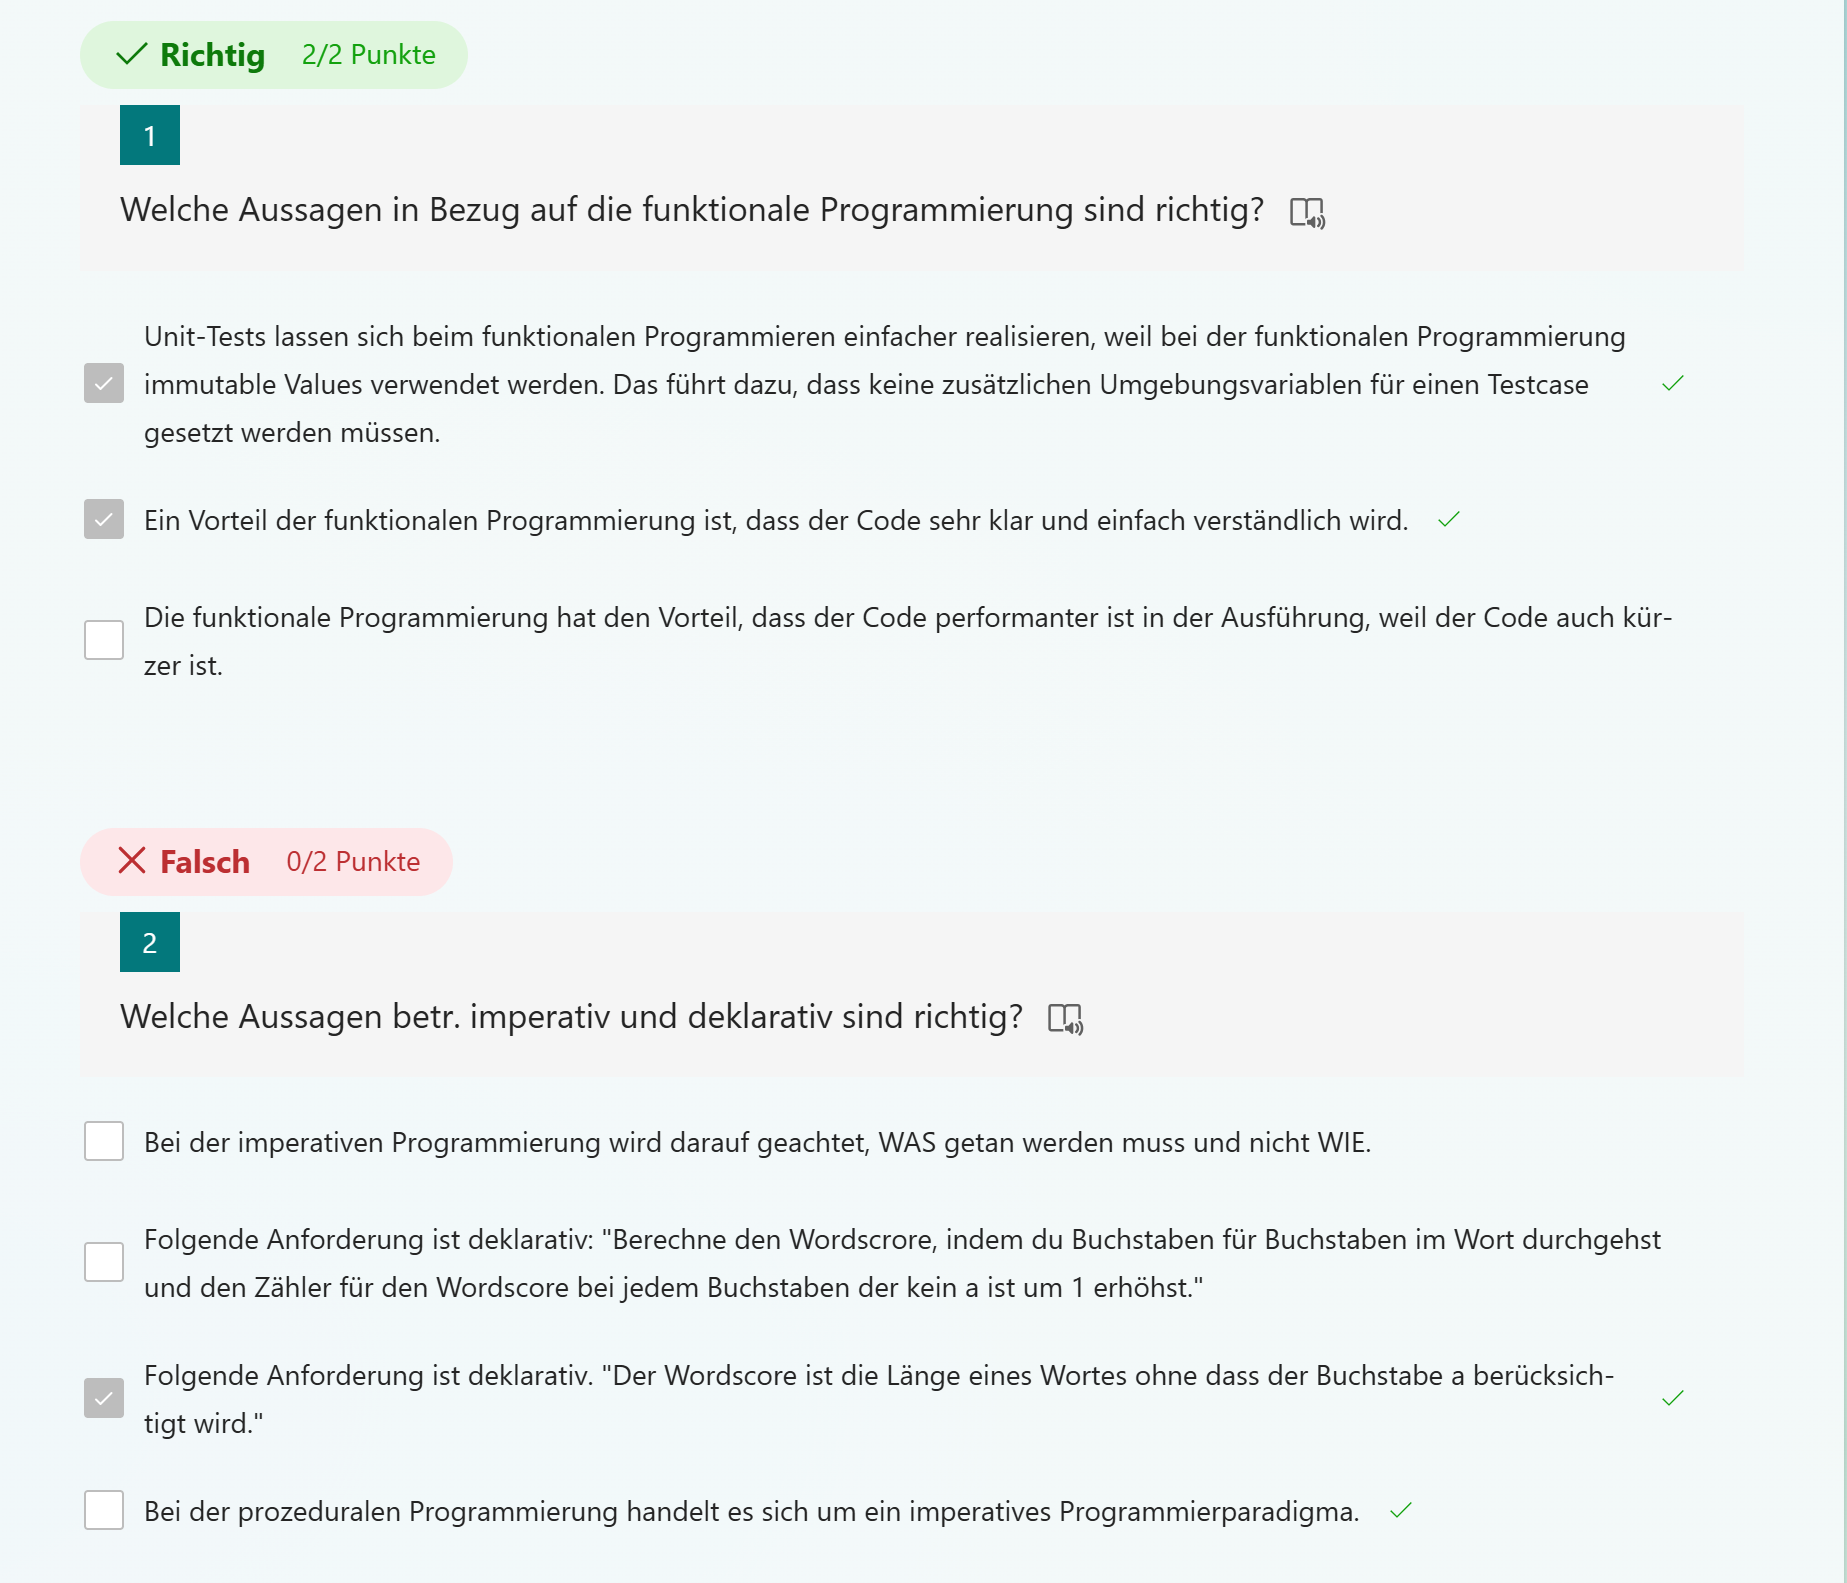 Richtig 2/2 Punkte
1
Welche Aussagen in Bezug auf die funktionale Programmierung sind richtig?
Unit-Tests lassen sich beim funktionalen Programmieren einfacher realisieren, weil bei der funktionalen Programmierung
immutable Values verwendet werden. Das führt dazu, dass keine zusätzlichen Umgebungsvariablen für einen Testcase
gesetzt werden müssen.
Ein Vorteil der funktionalen Programmierung ist, dass der Code sehr klar und einfach verständlich wird.
Die funktionale Programmierung hat den Vorteil, dass der Code performanter ist in der Ausführung, weil der Code auch kür-
zer ist.
Falsch 0/2 Punkte
2
Welche Aussagen betr. imperativ und deklarativ sind richtig?
Bei der imperativen Programmierung wird darauf geachtet, WAS getan werden muss und nicht WIE.
Folgende Anforderung ist deklarativ: "Berechne den Wordscrore, indem du Buchstaben für Buchstaben im Wort durchgehst
und den Zähler für den Wordscore bei jedem Buchstaben der kein a ist um 1 erhöhst."
Folgende Anforderung ist deklarativ. "Der Wordscore ist die Länge eines Wortes ohne dass der Buchstabe a berücksich-
tigt wird."
Bei der prozeduralen Programmierung handelt es sich um ein imperatives Programmierparadigma.